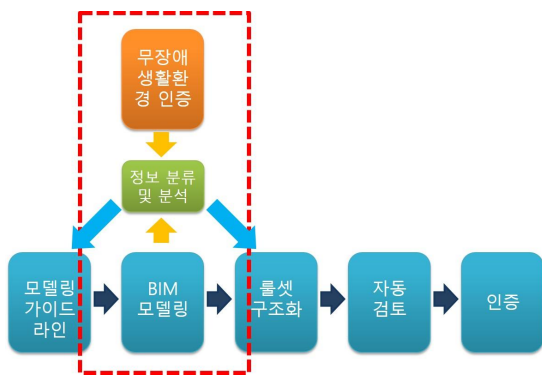 무장애
생활환
경 인증
정보 분류
및 분석
모델링
가이드
라인
BIM
모델링
룰셋
구조화
자동
검토
인증